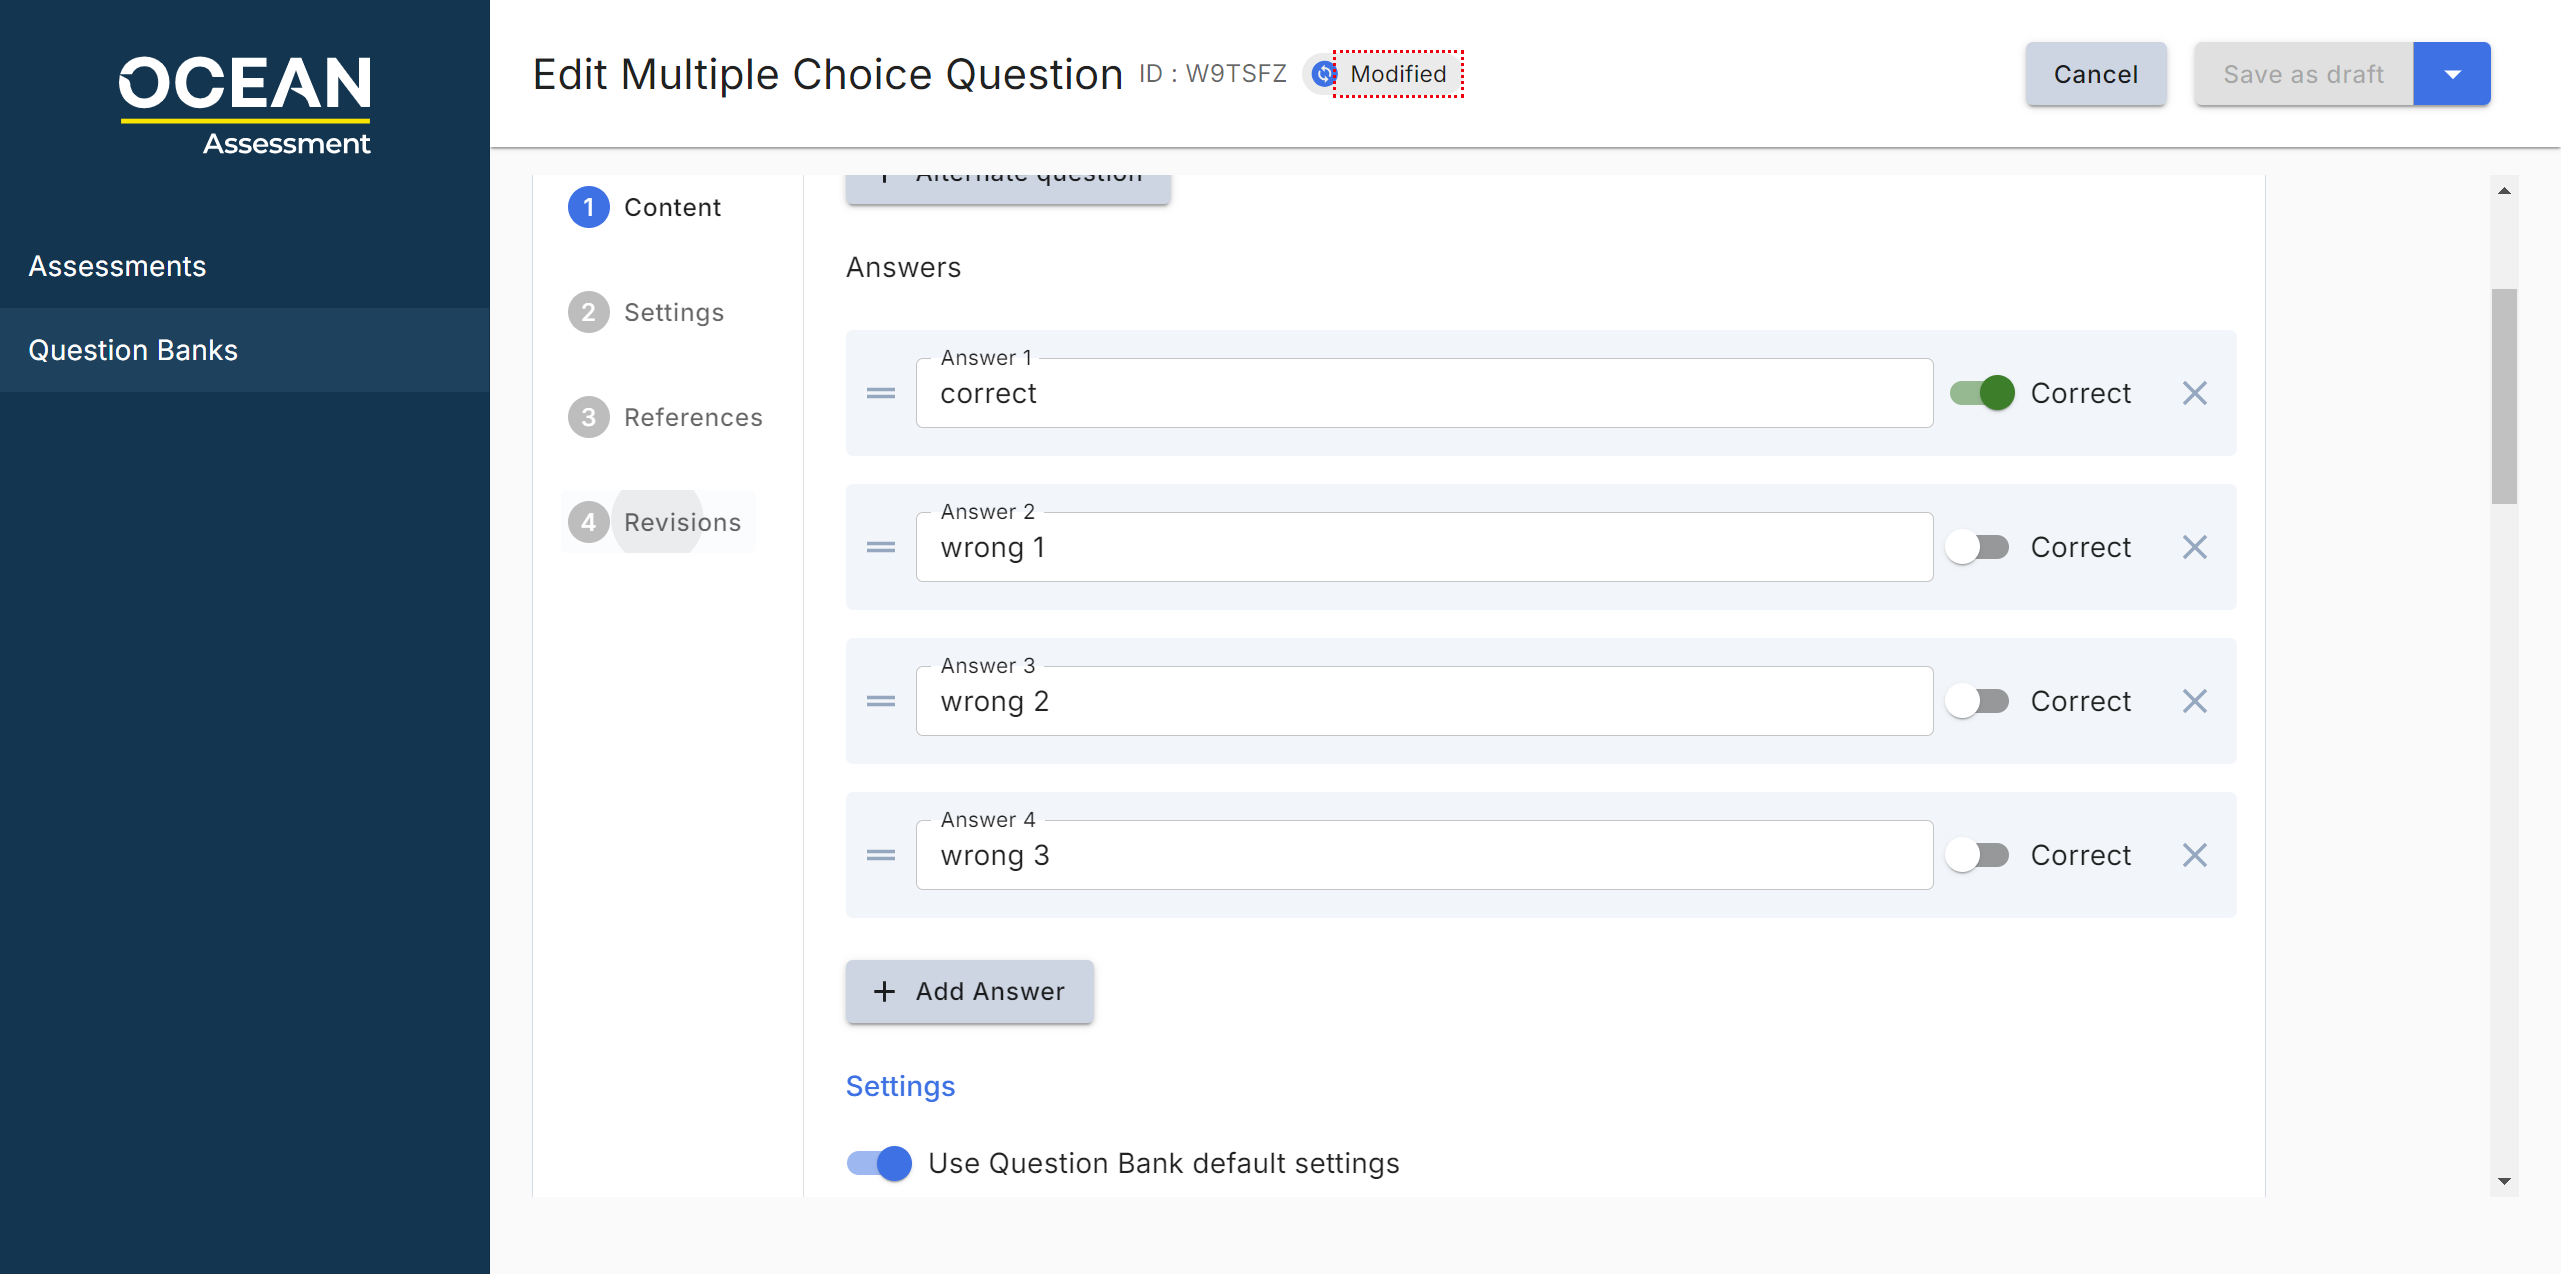 OCEAN
Assessment
Assessments
Question Banks
Edit Multiple Choice Question ID : W9TSFZ Modified
Cancel
Save as draft
1 Content
2 Settings
3 References
4 Revisions
Alternate question
Answers
Answer 1
correct
Correct
Answer 2
wrong 1
Correct
Answer 3
wrong 2
Correct
Answer 4
wrong 3
Correct
Add Answer
Settings
Use Question Bank default settings